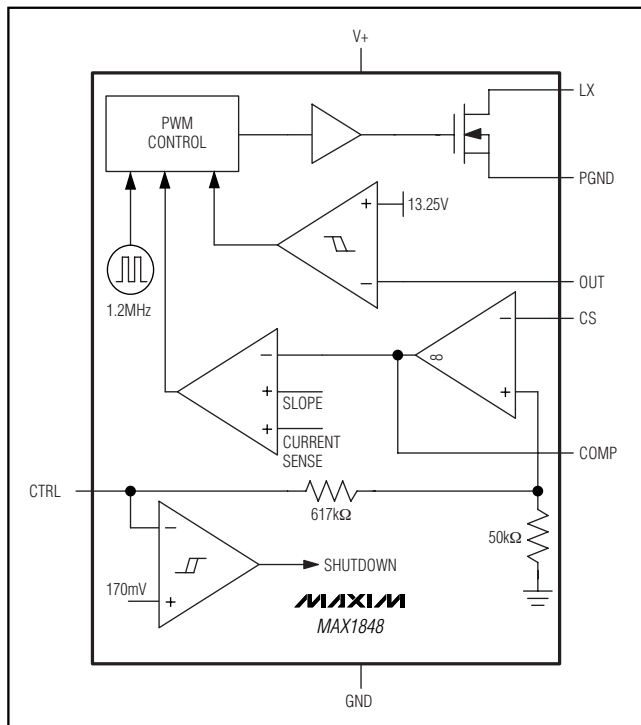 V+
LX
PWM
CONTROL
PGND
+
13.25V
−
OUT
1.2MHz
CS
−
∞
−
+
SLOPE
+
+
CURRENT
SENSE
COMP
CTRL
617kΩ
−
50kΩ
SHUTDOWN
170mV
+
MAXIM
MAX1848
GND